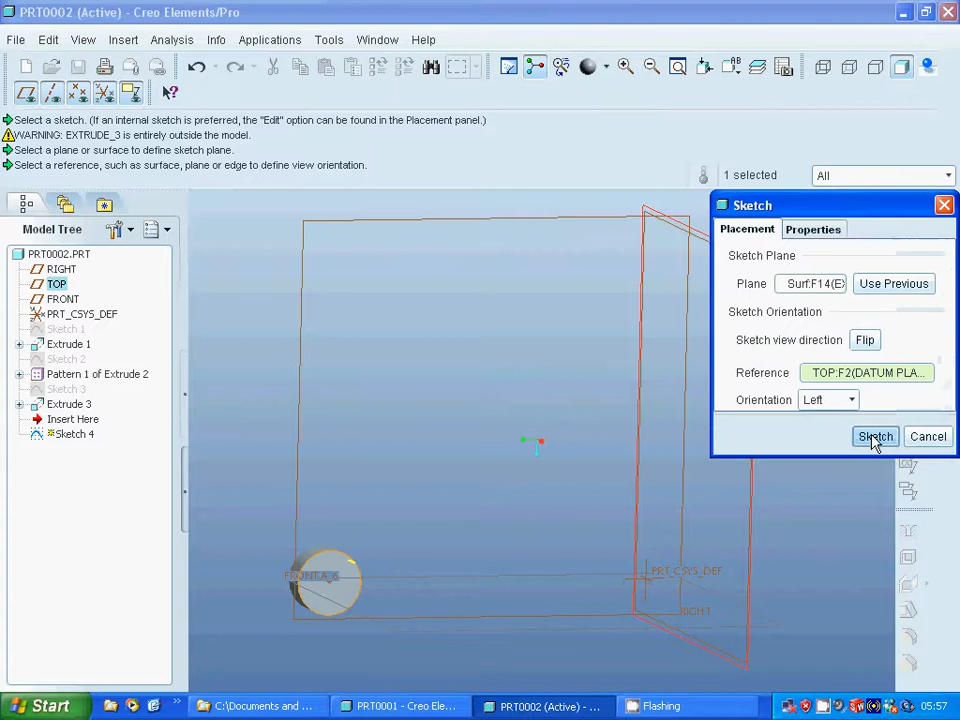 PRT0002 (Active) - Creo Elements/Pro
File Edit View Insert Analysis Info Applications Tools Window Help
Select a sketch. (If an internal sketch is preferred, the "Edit" option can be found in the Placement panel.)
WARNING: EXTRUDE_3 is entirely outside the model.
Select a plane or surface to define sketch plane.
Select a reference, such as surface, plane or edge to define view orientation.
1 selected All
Model Tree
PRT0002.PRT
RIGHT
TOP
FRONT
PRT_CSYS_DEF
Sketch 1
Extrude 1
Sketch 2
Pattern 1 of Extrude 2
Sketch 3
Extrude 3
Insert Here
Sketch 4
Sketch
Placement Properties
Sketch Plane
Plane Surf:F14(E) Use Previous
Sketch Orientation
Sketch view direction Flip
Reference TOP:F2(DATUM PLA...
Orientation Left
Sketch Cancel
PRT_CSYS_DEF
RIGHT
Start C:\Documents and ... PRT0001 - Creo Ele... PRT0002 (Active) - ... Flashing 05:57